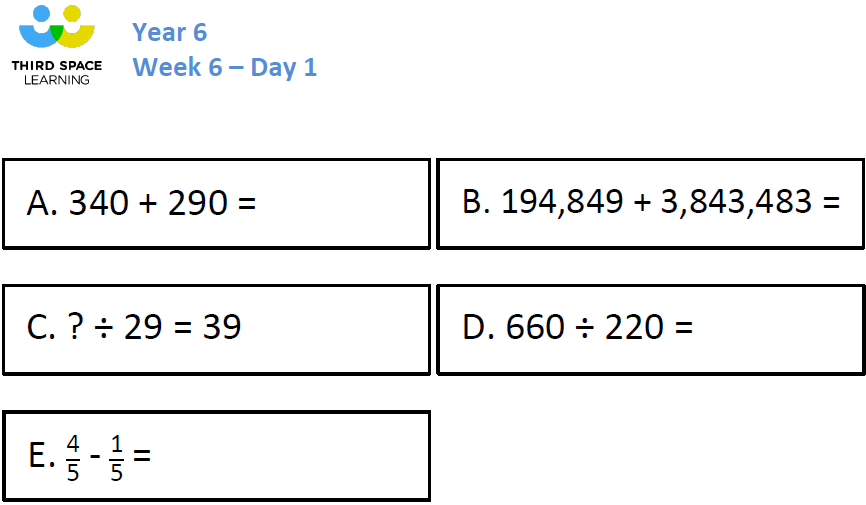 THIRD SPACE
LEARNING
Year 6
Week 6 – Day 1
A. 340 + 290 =
B. 194,849 + 3,843,483 =
C. ? ÷ 29 = 39
D. 660 ÷ 220 =
E. 4/5 - 1/5 =